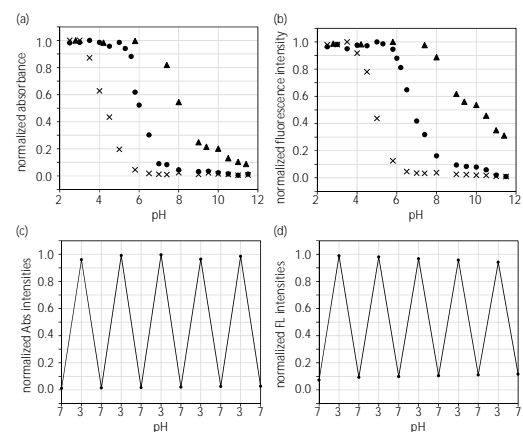 (a)
normalized absorbance
1.0
0.8
0.6
0.4
0.2
0.0
2 4 6 8 10 12
pH
(b)
normalized fluorescence intensity
1.0
0.8
0.6
0.4
0.2
0.0
2 4 6 8 10 12
pH
(c)
normalized Abs intensities
1.0
0.8
0.6
0.4
0.2
0.0
7 3 7 3 7 3 7 3 7 3 7
pH
(d)
normalized FL intensities
1.0
0.8
0.6
0.4
0.2
0.0
7 3 7 3 7 3 7 3 7 3 7
pH